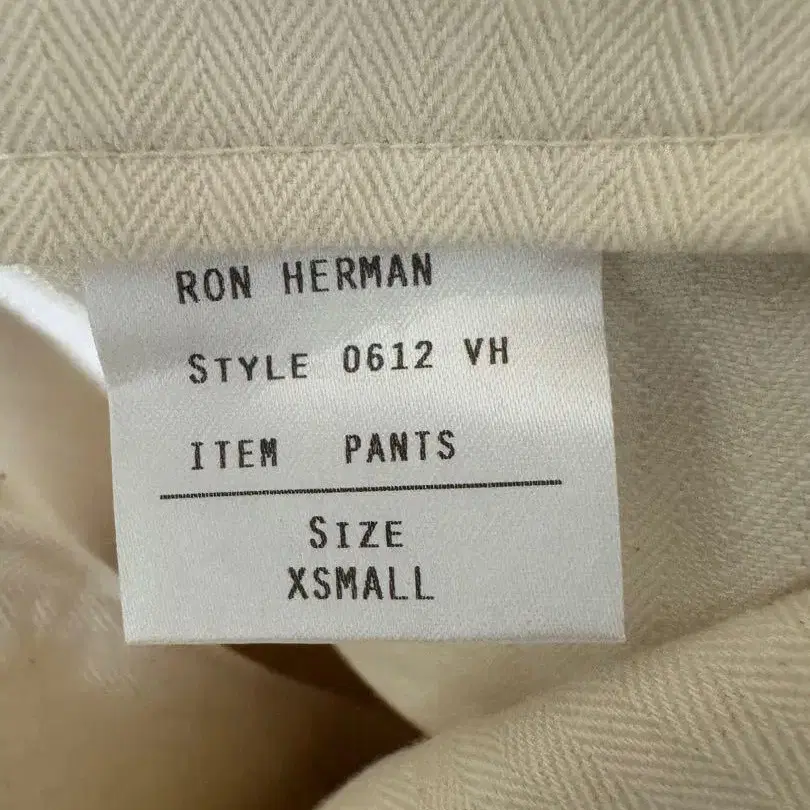 RON HERMAN
STYLE 0612 VH
ITEM PANTS
SIZE
XSMALL